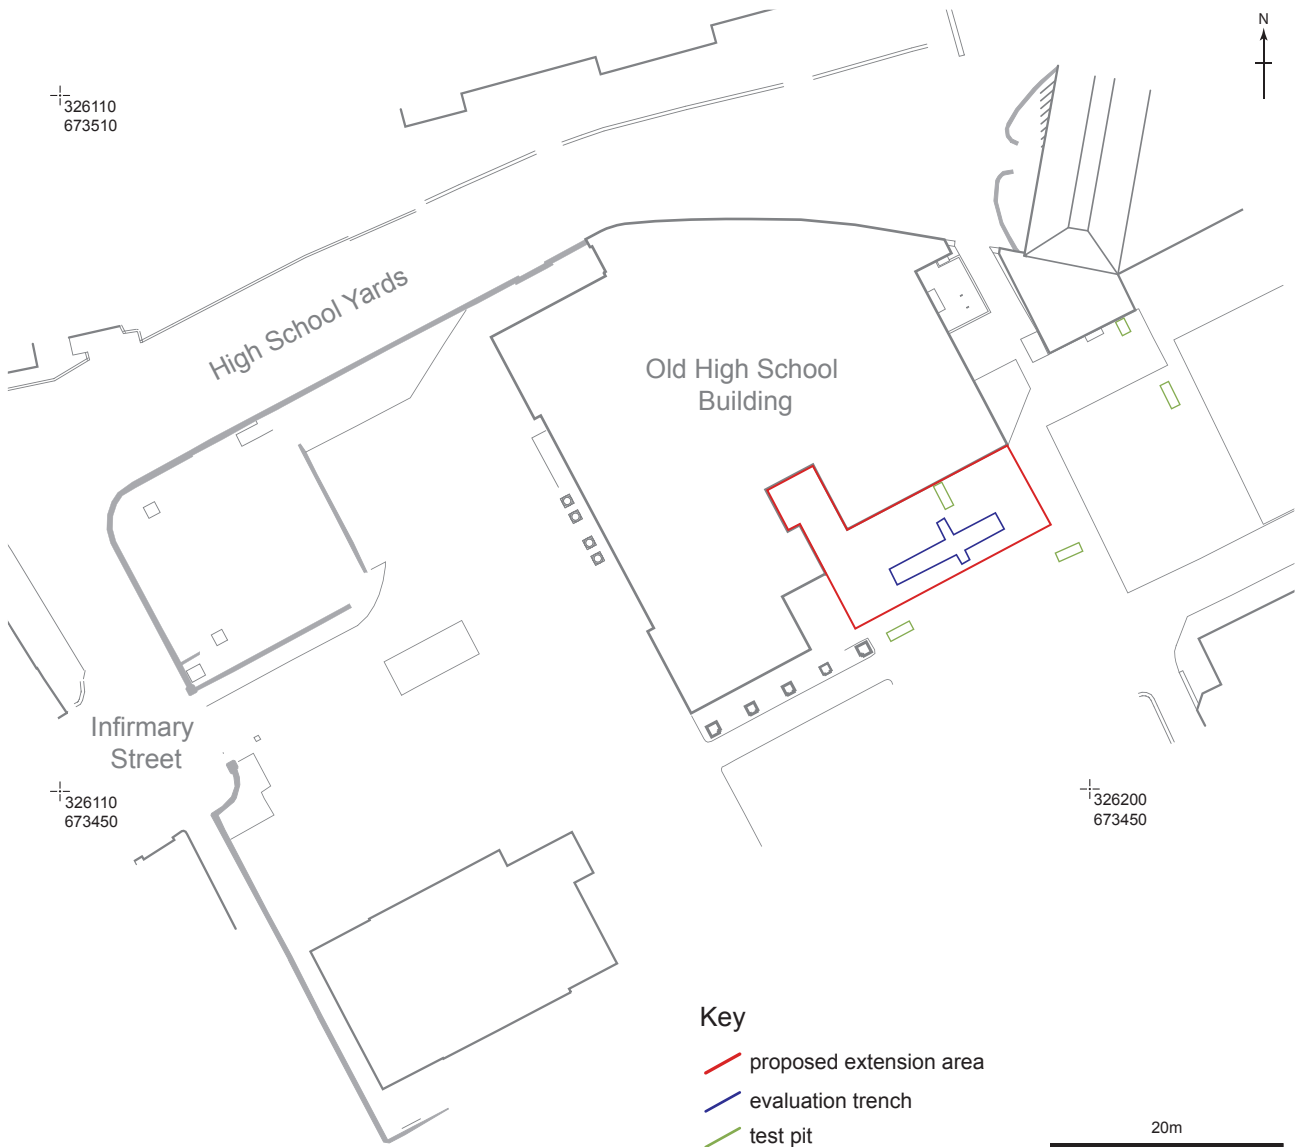 N
326110
673510
High School Yards
Old High School
Building
Infirmary
Street
326110
673450
326200
673450
Key
proposed extension area
evaluation trench
test pit
20m